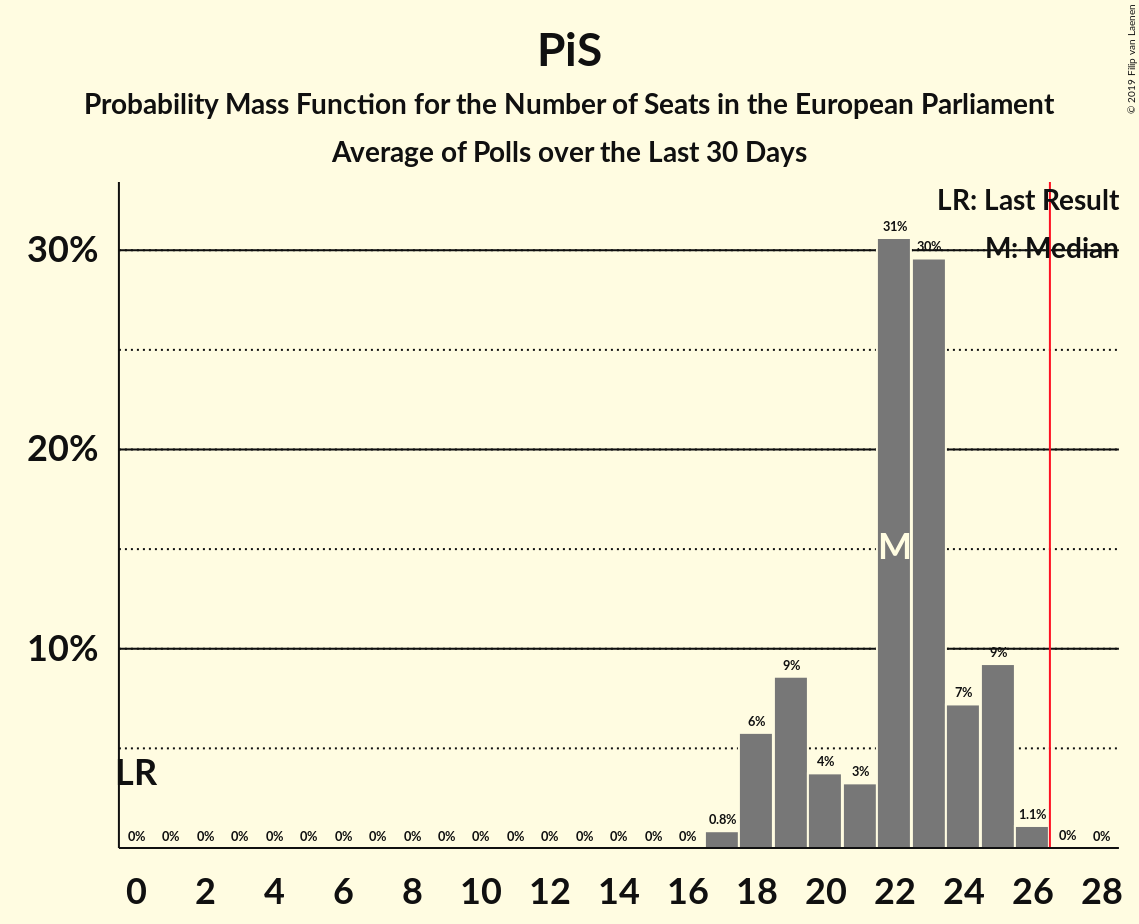 PiS
Probability Mass Function for the Number of Seats in the European Parliament
Average of Polls over the Last 30 Days
© 2019 Filip van Laenen
LR: Last Result
M: Median
30%
20%
10%
31%
30%
M
9%
9%
7%
6%
4%
3%
LR
1.1%
0.8%
0% 0% 0% 0% 0% 0% 0% 0% 0% 0% 0% 0% 0% 0% 0% 0% 0% 0% 0%
0 2 4 6 8 10 12 14 16 18 20 22 24 26 28